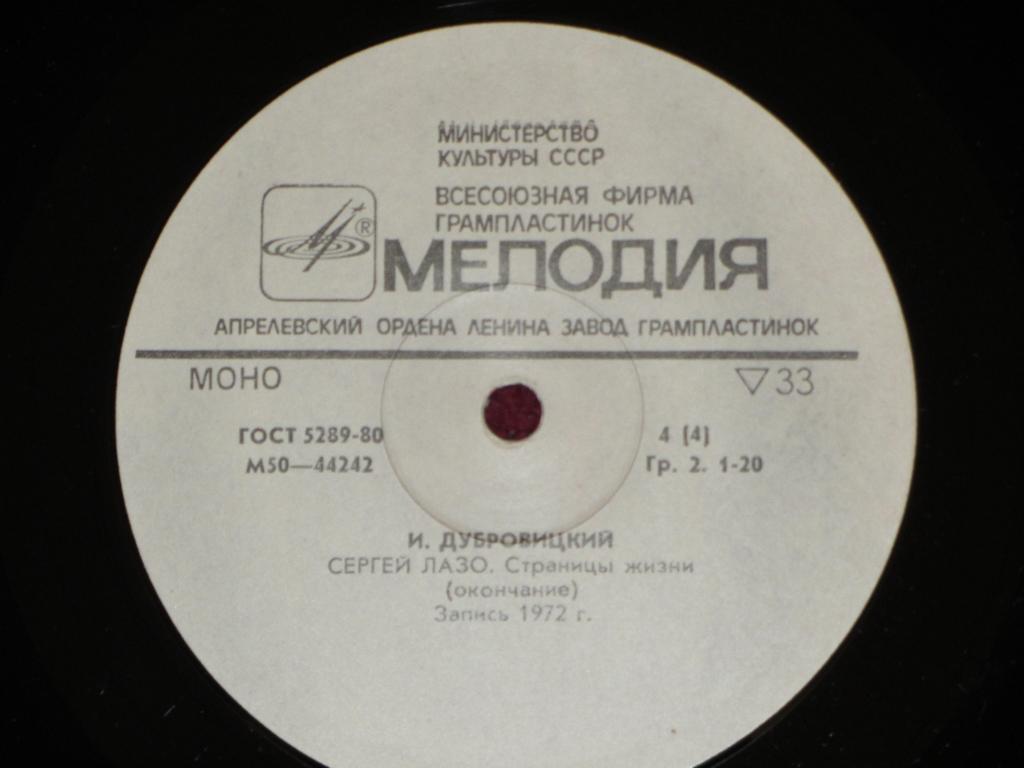 МИНИСТЕРСТВО
КУЛЬТУРЫ СССР
ВСЕСОЮЗНАЯ ФИРМА
ГРАМПЛАСТИНОК
® МЕЛОДИЯ
АПРЕЛЕВСКИЙ ОРДЕНА ЛЕНИНА ЗАВОД ГРАМПЛАСТИНОК
МОНО ▽33
ГОСТ 5289-80 4 (4)
М50—44242 Гр. 2. 1-20
И. ДУБРОВИЦКИЙ
СЕРГЕЙ ЛАЗО. Страницы жизни
(окончание)
Запись 1972 г.